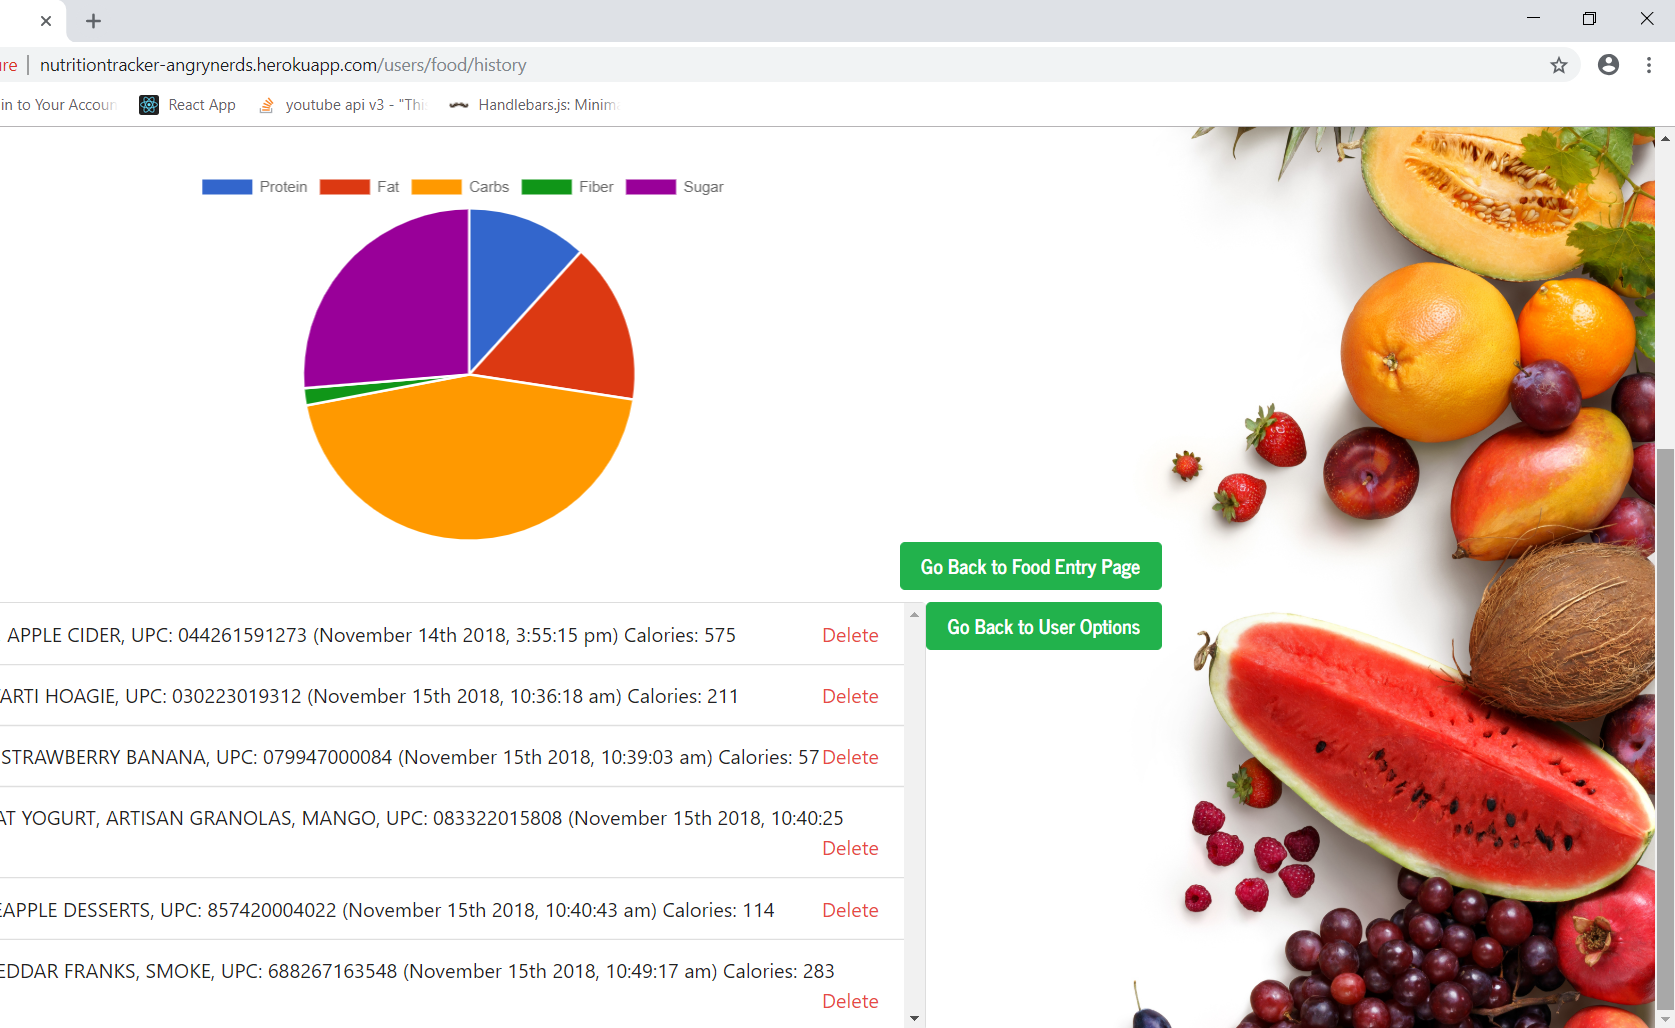 nutritiontracker-angrynerds.herokuapp.com/users/food/history
in to Your Accoun React App youtube api v3 - "Thi Handlebars.js: Minim
Protein Fat Carbs Fiber Sugar
Go Back to Food Entry Page
Go Back to User Options
APPLE CIDER, UPC: 044261591273 (November 14th 2018, 3:55:15 pm) Calories: 575 Delete
ARTI HOAGIE, UPC: 030223019312 (November 15th 2018, 10:36:18 am) Calories: 211 Delete
STRAWBERRY BANANA, UPC: 079947000084 (November 15th 2018, 10:39:03 am) Calories: 57 Delete
AT YOGURT, ARTISAN GRANOLAS, MANGO, UPC: 083322015808 (November 15th 2018, 10:40:25
Delete
EAPPLE DESSERTS, UPC: 857420004022 (November 15th 2018, 10:40:43 am) Calories: 114 Delete
EDDAR FRANKS, SMOKE, UPC: 688267163548 (November 15th 2018, 10:49:17 am) Calories: 283
Delete